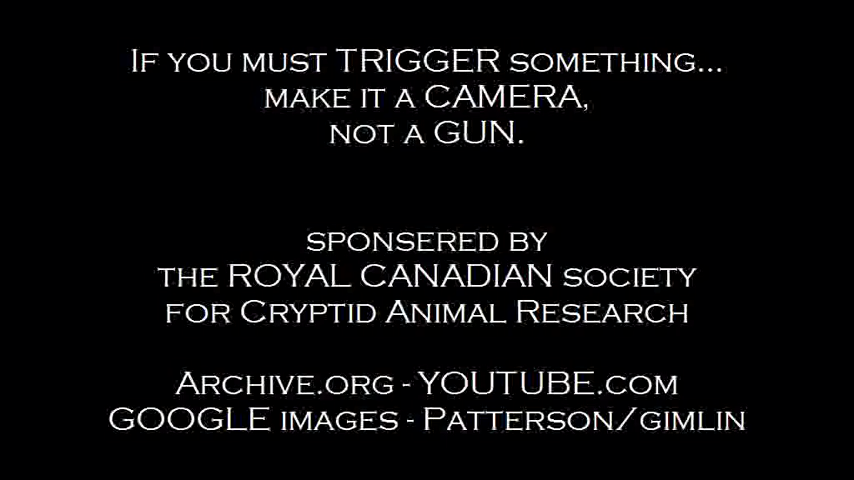 If you must TRIGGER something...
make it a CAMERA,
not a GUN.
sponsered by
the ROYAL CANADIAN society
for Cryptid Animal Research
Archive.org - YOUTUBE.com
GOOGLE images - Patterson/gimlin